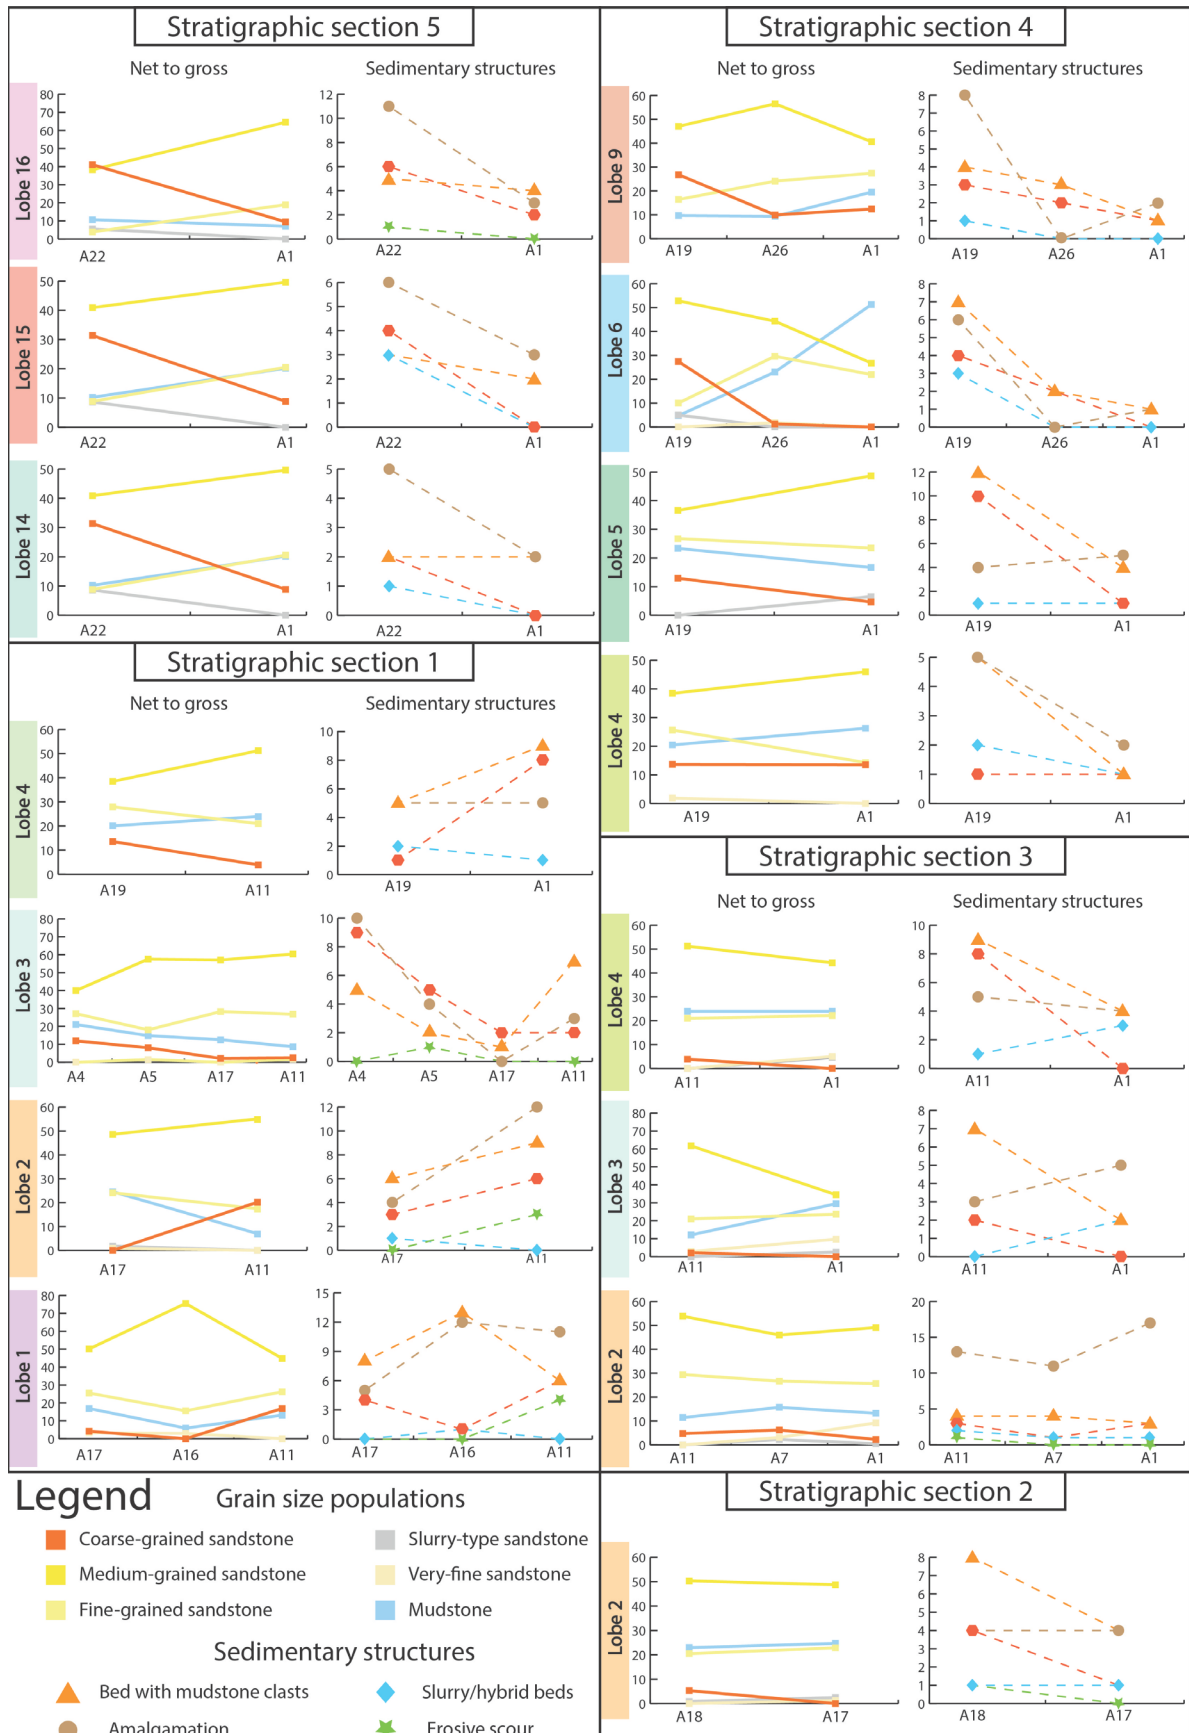 Stratigraphic section 5
Net to gross
Sedimentary structures
Lobe 16
80
70
60
50
40
30
20
10
0
A22
A1
12
10
8
6
4
2
0
A22
A1
Lobe 15
50
40
30
20
10
0
A22
A1
6
5
4
3
2
1
0
A22
A1
Lobe 14
50
40
30
20
10
0
A22
A1
5
4
3
2
1
0
A22
A1
Stratigraphic section 1
Net to gross
Sedimentary structures
Lobe 4
60
50
40
30
20
10
0
A19
A11
10
8
6
4
2
0
A19
A1
Lobe 3
80
70
60
50
40
30
20
10
0
A4
A5
A17
A11
10
8
6
4
2
0
A4
A5
A17
A11
Lobe 2
60
50
40
30
20
10
0
A17
A11
12
10
8
6
4
2
0
A17
A11
Lobe 1
80
70
60
50
40
30
20
10
0
A17
A16
A11
15
12
9
6
3
0
A17
A16
A11
Stratigraphic section 4
Net to gross
Sedimentary structures
Lobe 9
60
50
40
30
20
10
0
A19
A26
A1
8
7
6
5
4
3
2
1
0
A19
A26
A1
Lobe 6
60
50
40
30
20
10
0
A19
A26
A1
8
7
6
5
4
3
2
1
0
A19
A26
A1
Lobe 5
50
40
30
20
10
0
A19
A1
12
10
8
6
4
2
0
A19
A1
Lobe 4
50
40
30
20
10
0
A19
A1
5
4
3
2
1
0
A19
A1
Stratigraphic section 3
Net to gross
Sedimentary structures
Lobe 4
60
50
40
30
20
10
0
A11
A1
10
8
6
4
2
0
A11
A1
Lobe 3
80
70
60
50
40
30
20
10
0
A11
A1
8
7
6
5
4
3
2
1
0
A11
A1
Lobe 2
60
50
40
30
20
10
0
A11
A7
A1
20
15
10
5
0
A11
A7
A1
Stratigraphic section 2
Lobe 2
60
50
40
30
20
10
0
A18
A17
8
7
6
5
4
3
2
1
0
A18
A17
Legend
Grain size populations
Coarse-grained sandstone
Slurry-type sandstone
Medium-grained sandstone
Very-fine sandstone
Fine-grained sandstone
Mudstone
Sedimentary structures
Bed with mudstone clasts
Slurry/hybrid beds
Amalgamation
Erosive scour